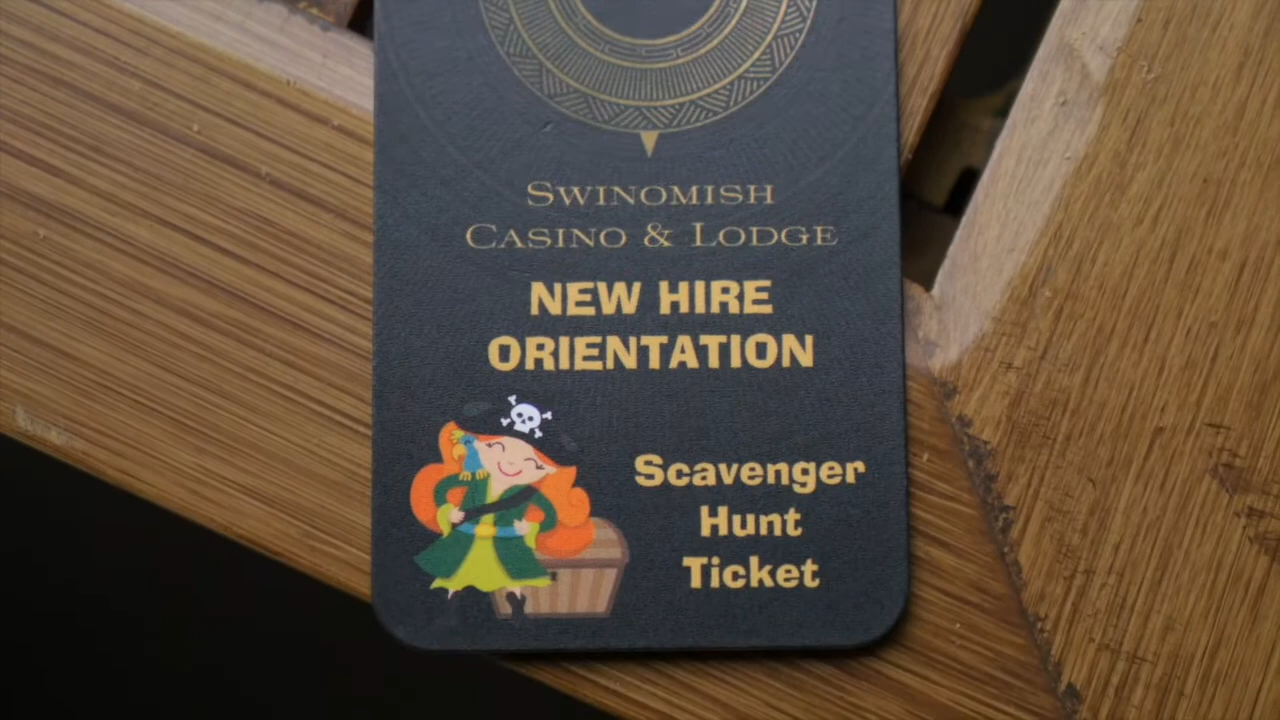 SWINOMISH
CASINO & LODGE
NEW HIRE
ORIENTATION
Scavenger
Hunt
Ticket